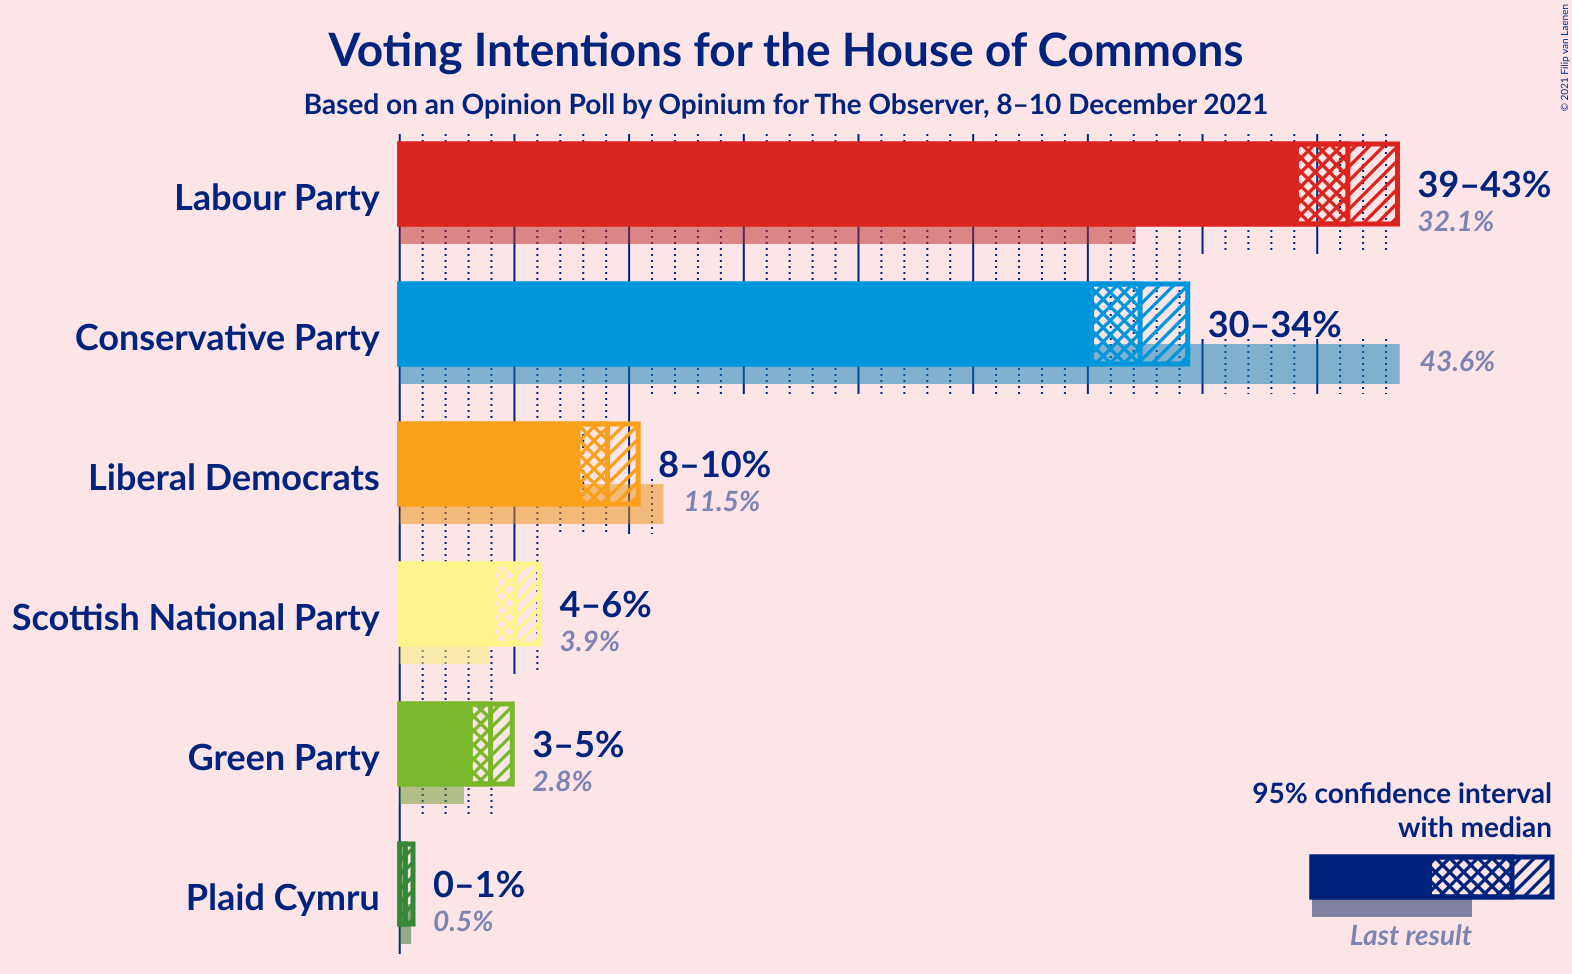 Voting Intentions for the House of Commons
Based on an Opinion Poll by Opinium for The Observer, 8–10 December 2021
© 2021 Filip van Laenen
Labour Party
39–43%
32.1%
Conservative Party
30–34%
43.6%
Liberal Democrats
8–10%
11.5%
Scottish National Party
4–6%
3.9%
Green Party
3–5%
2.8%
Plaid Cymru
0–1%
0.5%
95% confidence interval
with median
Last result